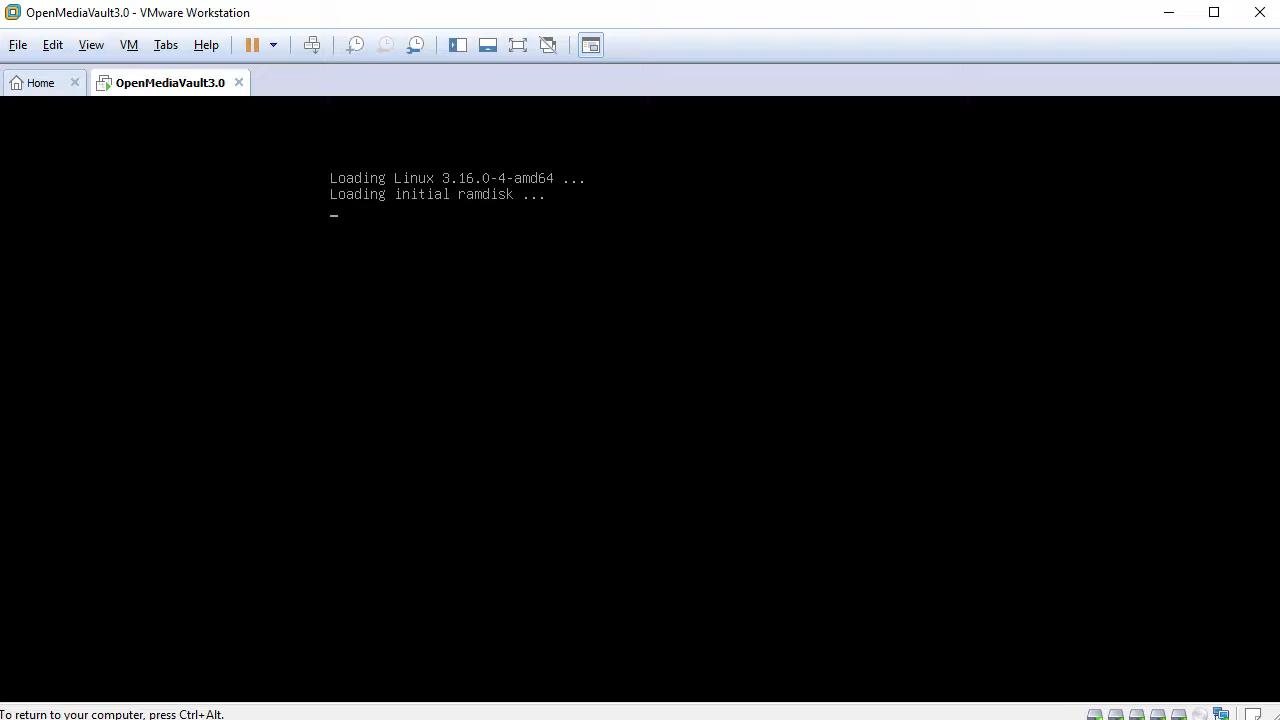 OpenMediaVault3.0 - VMware Workstation
File Edit View VM Tabs Help
Home OpenMediaVault3.0
Loading Linux 3.16.0-4-amd64 ...
Loading initial ramdisk ...
To return to your computer, press Ctrl+Alt.